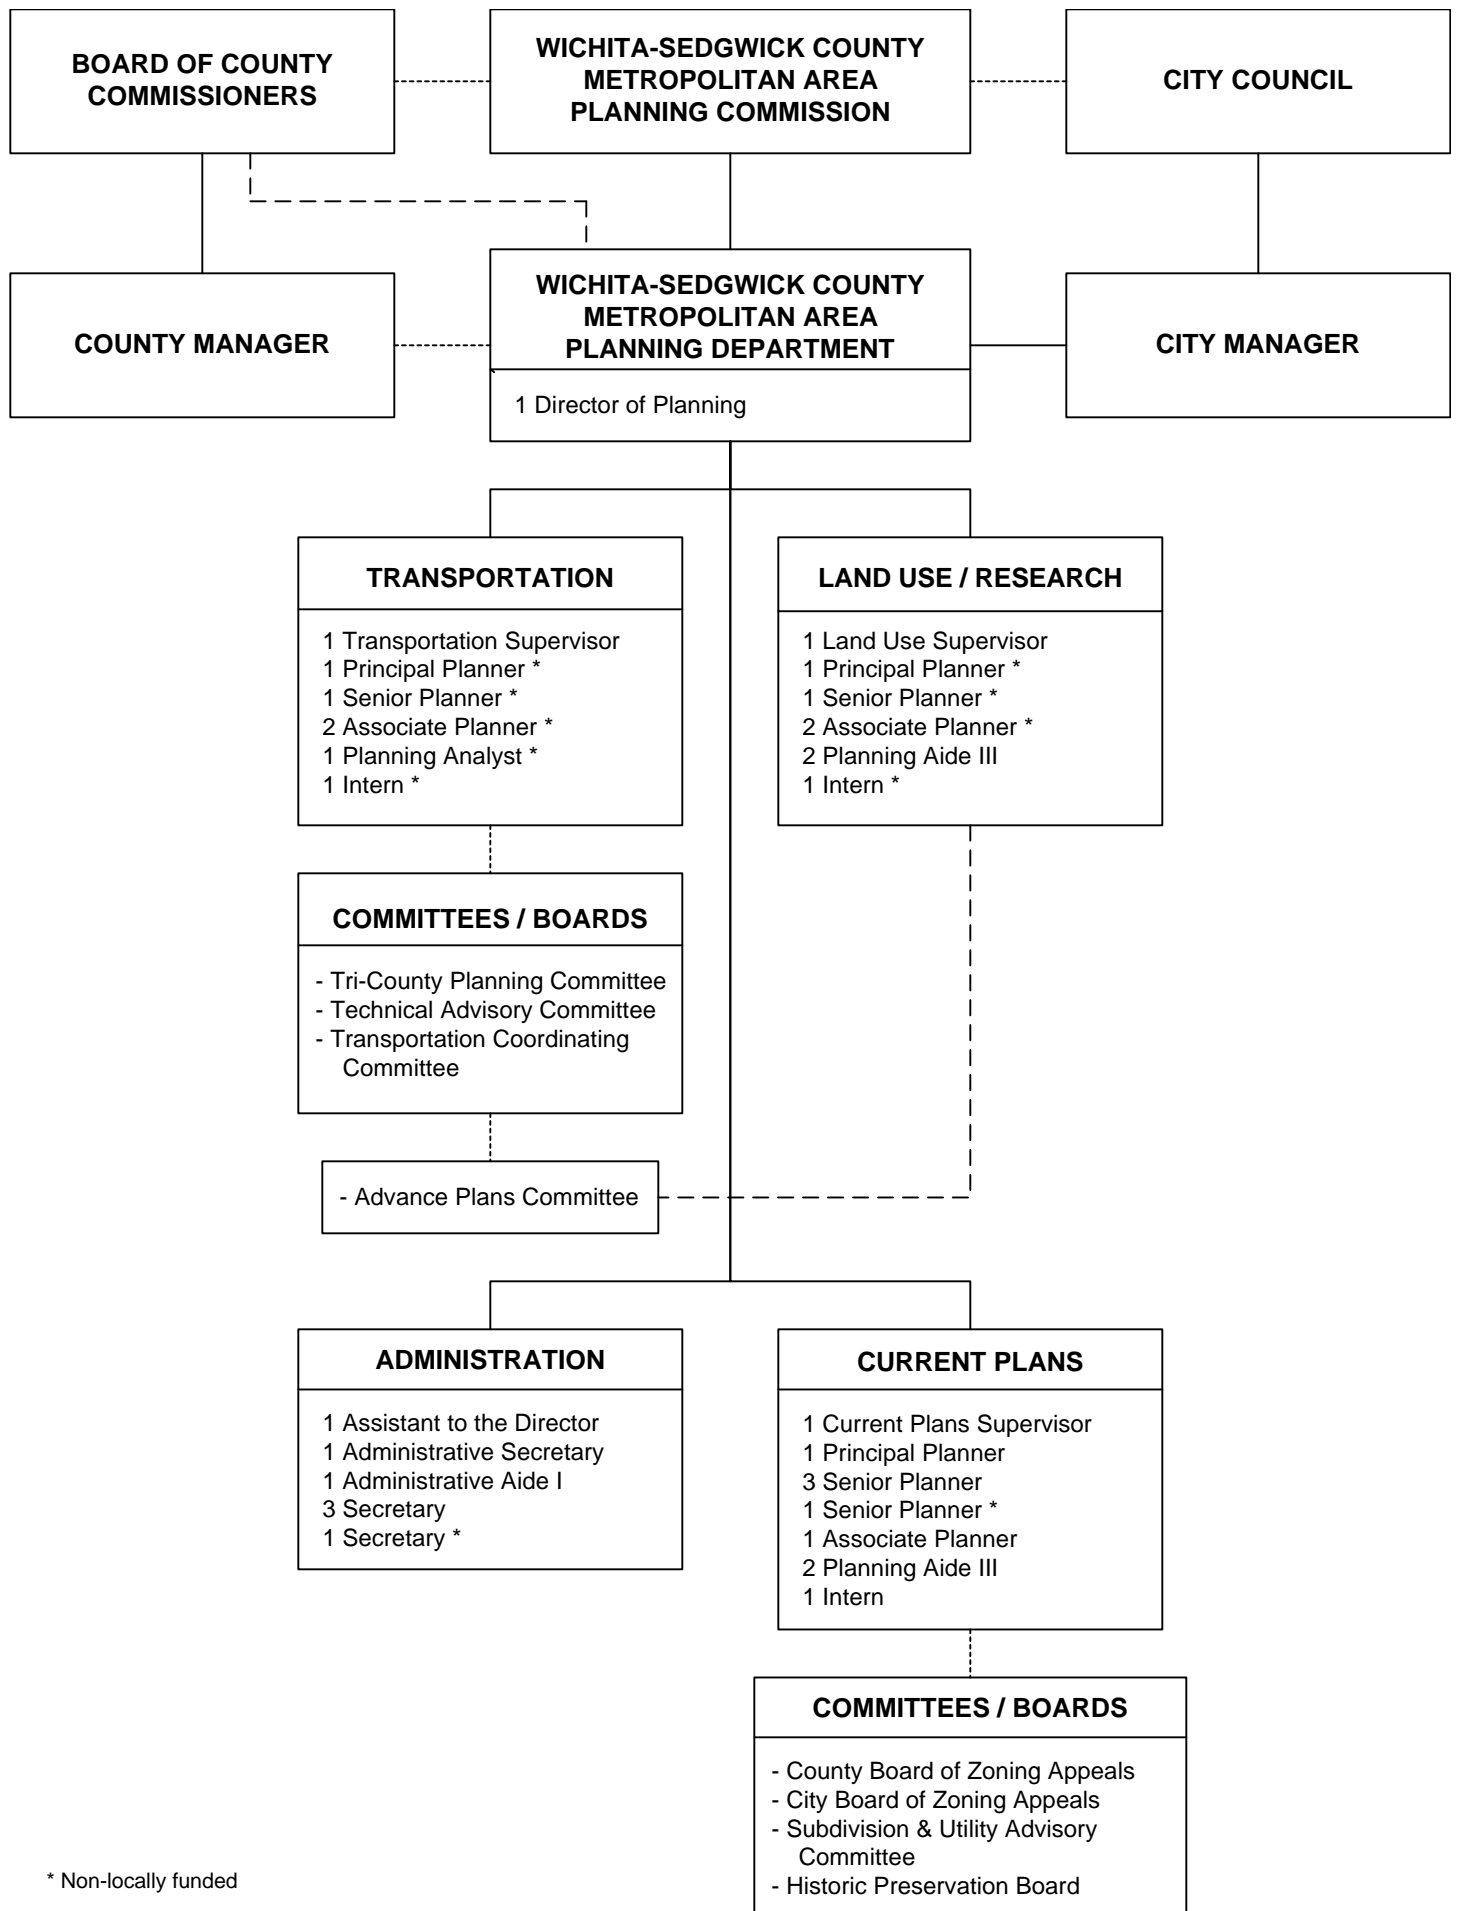 BOARD OF COUNTY
COMMISSIONERS
WICHITA-SEDGWICK COUNTY
METROPOLITAN AREA
PLANNING COMMISSION
CITY COUNCIL
COUNTY MANAGER
WICHITA-SEDGWICK COUNTY
METROPOLITAN AREA
PLANNING DEPARTMENT
1 Director of Planning
CITY MANAGER
TRANSPORTATION
1 Transportation Supervisor
1 Principal Planner *
1 Senior Planner *
2 Associate Planner *
1 Planning Analyst *
1 Intern *
LAND USE / RESEARCH
1 Land Use Supervisor
1 Principal Planner *
1 Senior Planner *
2 Associate Planner *
2 Planning Aide III
1 Intern *
COMMITTEES / BOARDS
- Tri-County Planning Committee
- Technical Advisory Committee
- Transportation Coordinating
Committee
- Advance Plans Committee
ADMINISTRATION
1 Assistant to the Director
1 Administrative Secretary
1 Administrative Aide I
3 Secretary
1 Secretary *
CURRENT PLANS
1 Current Plans Supervisor
1 Principal Planner
3 Senior Planner
1 Senior Planner *
1 Associate Planner
2 Planning Aide III
1 Intern
COMMITTEES / BOARDS
- County Board of Zoning Appeals
- City Board of Zoning Appeals
- Subdivision & Utility Advisory
Committee
- Historic Preservation Board
* Non-locally funded